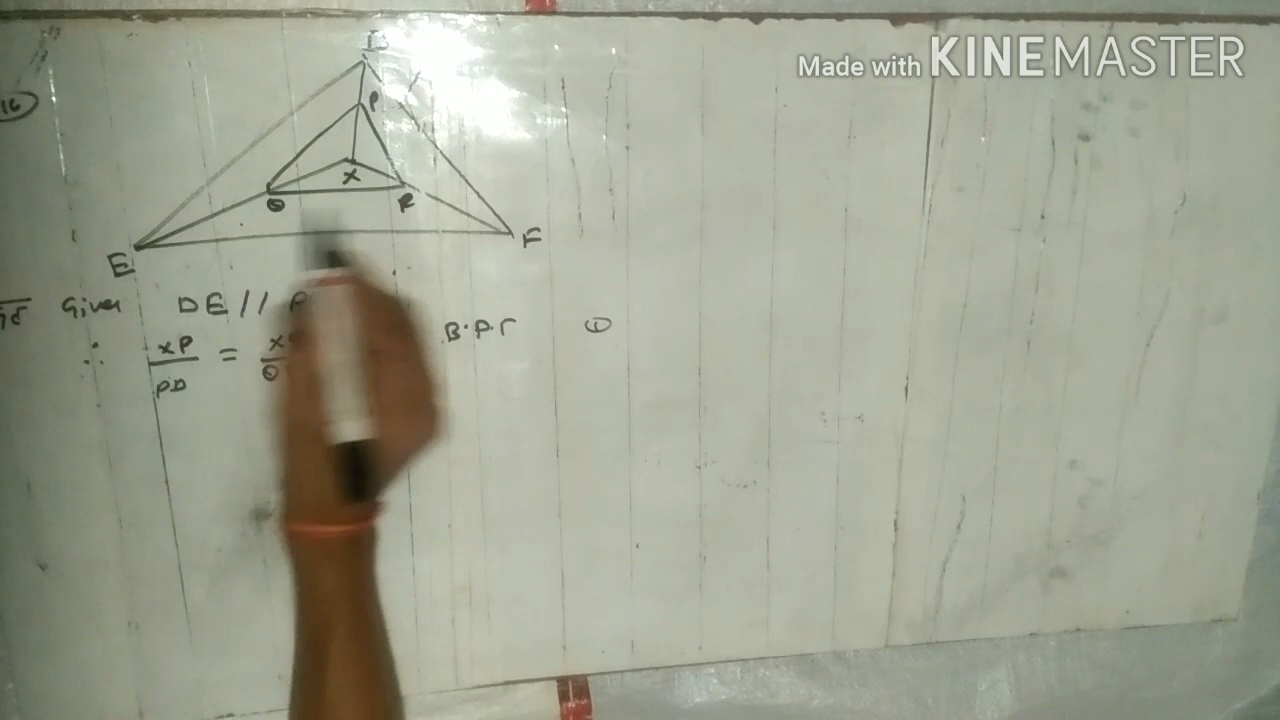 Made with KINEMASTER
16
D
P
X
Q
R
E
F
Given DE//
∴ XP/PD =
B.P.T
①